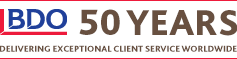 BDO 50 YEARS
DELIVERING EXCEPTIONAL CLIENT SERVICE WORLDWIDE